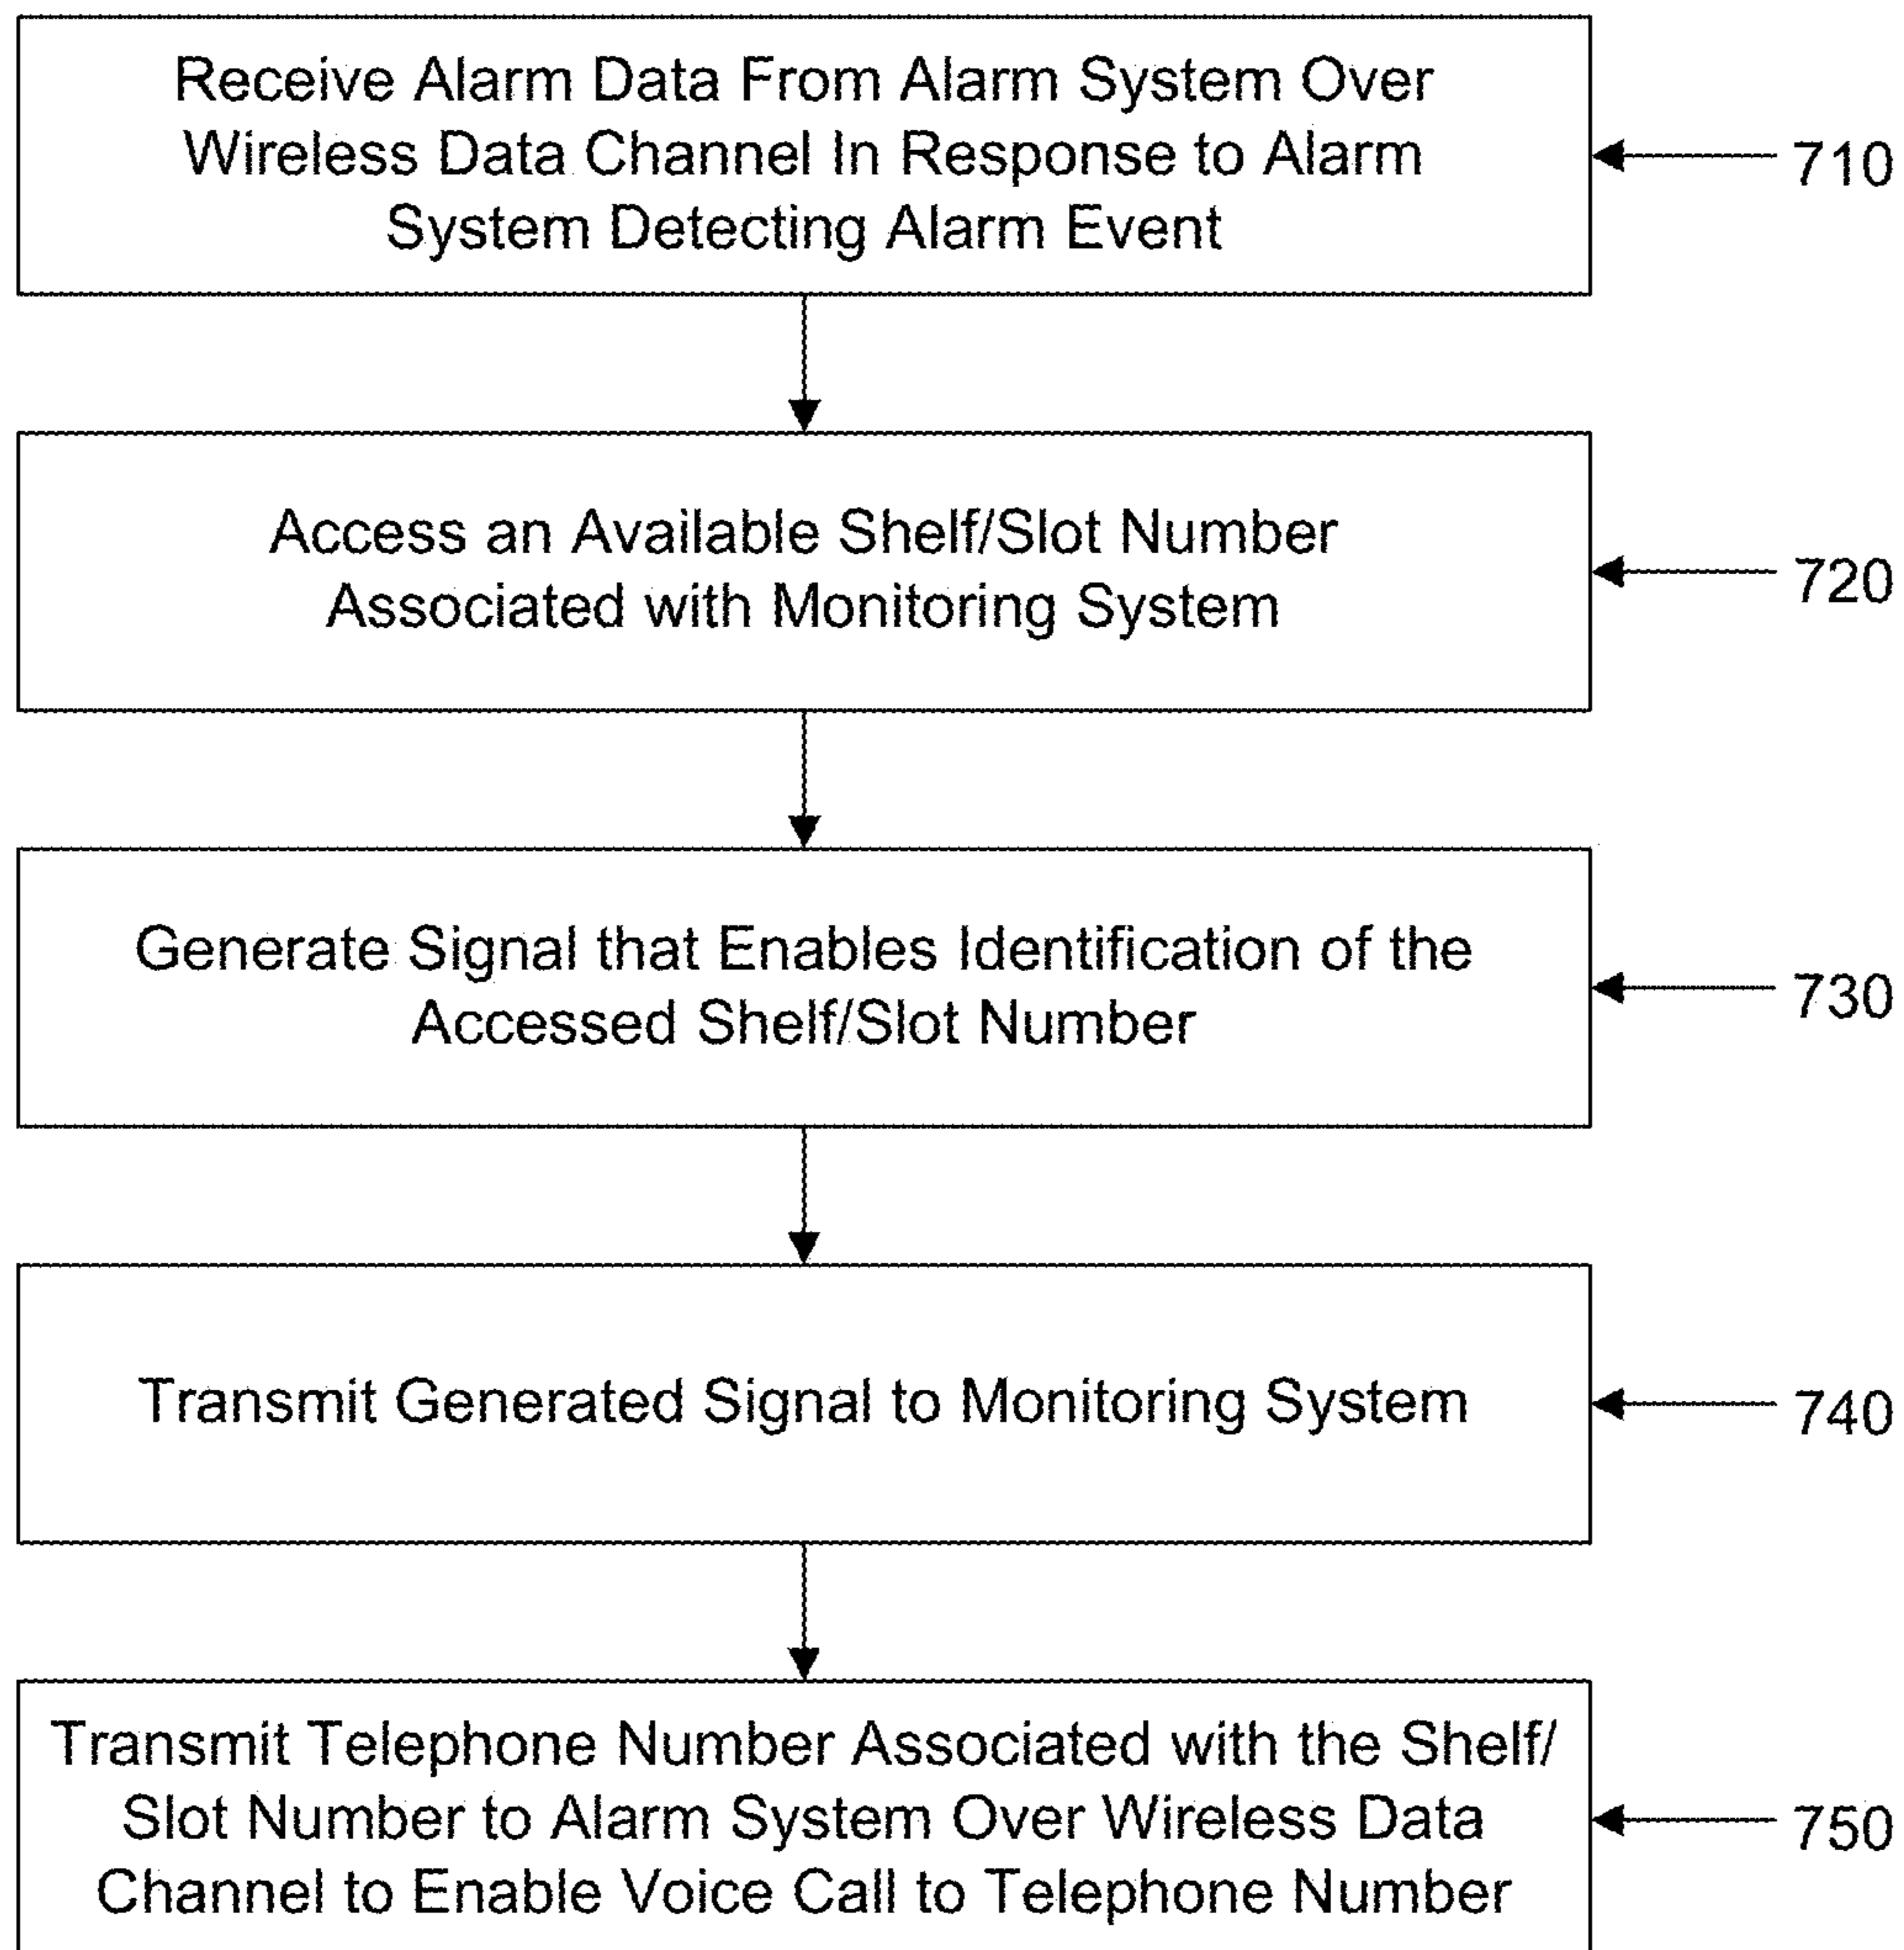 Receive Alarm Data From Alarm System Over
Wireless Data Channel In Response to Alarm
System Detecting Alarm Event
710
Access an Available Shelf/Slot Number
Associated with Monitoring System
720
Generate Signal that Enables Identification of the
Accessed Shelf/Slot Number
730
Transmit Generated Signal to Monitoring System
740
Transmit Telephone Number Associated with the Shelf/
Slot Number to Alarm System Over Wireless Data
Channel to Enable Voice Call to Telephone Number
750